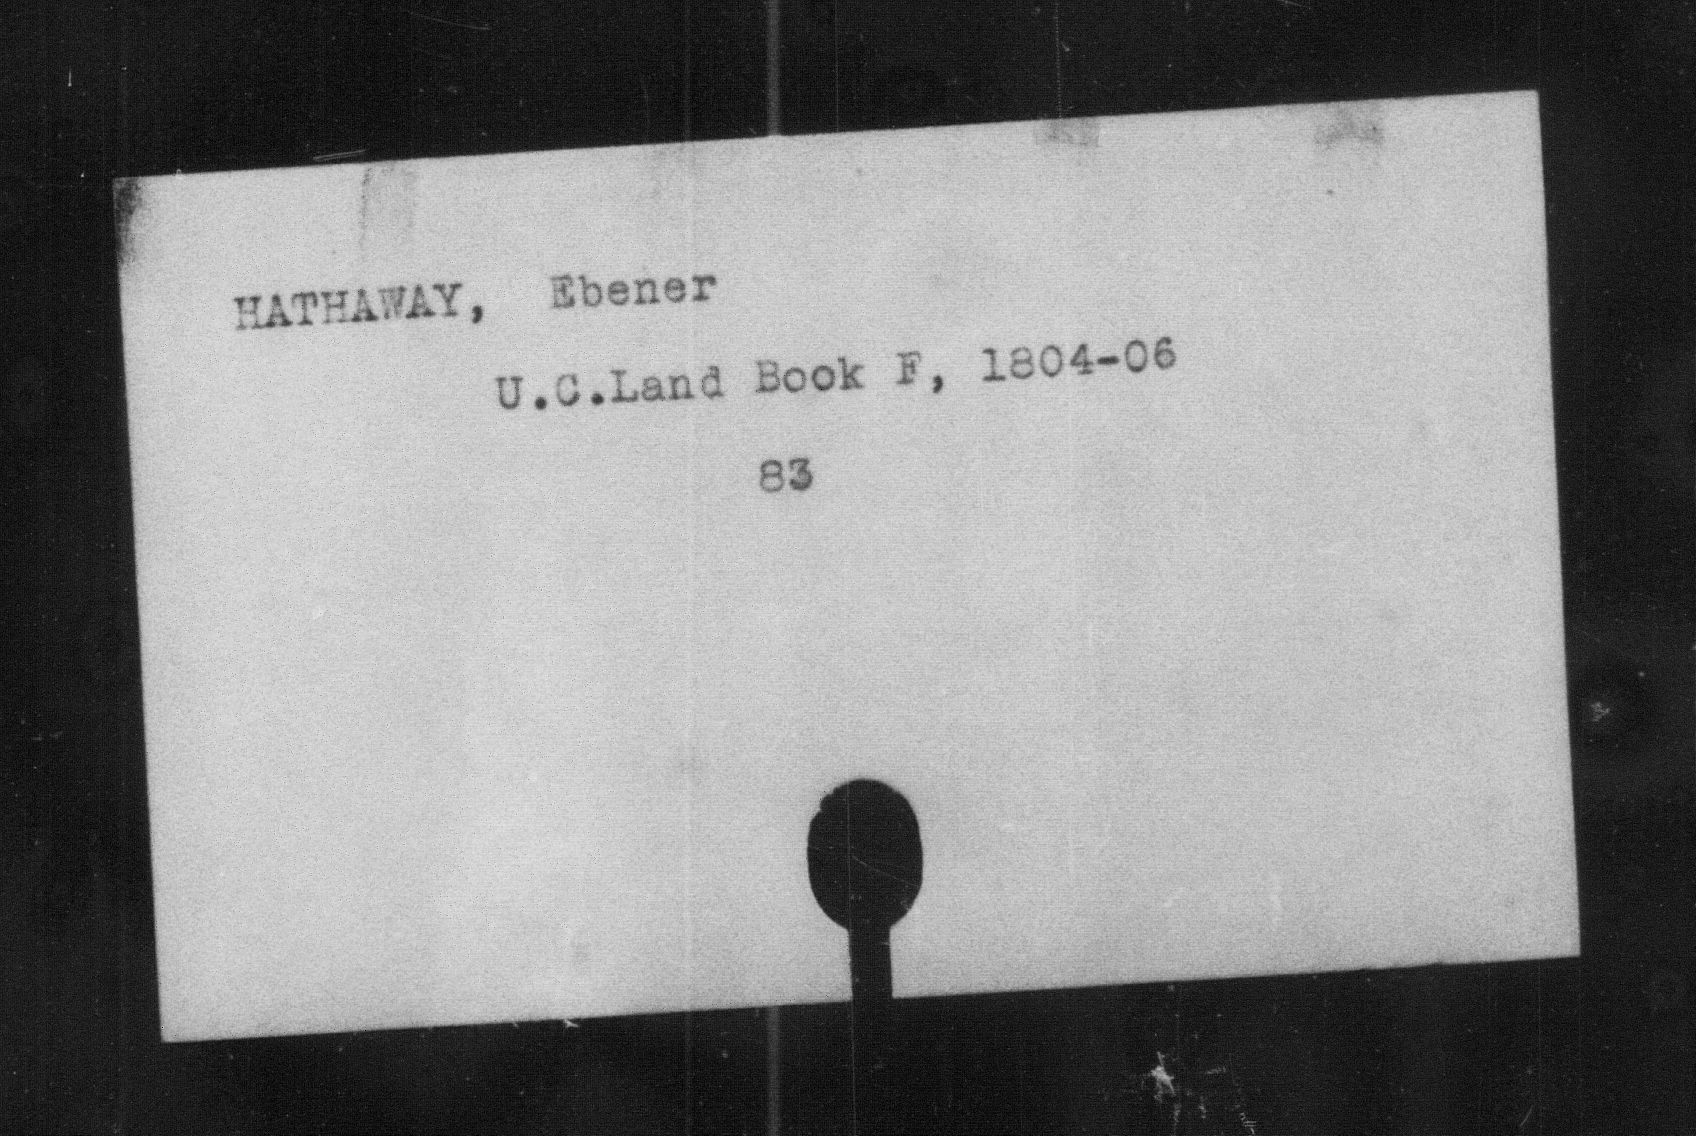 HATHAWAY, Ebener
U.C.Land Book F, 1804-06
83